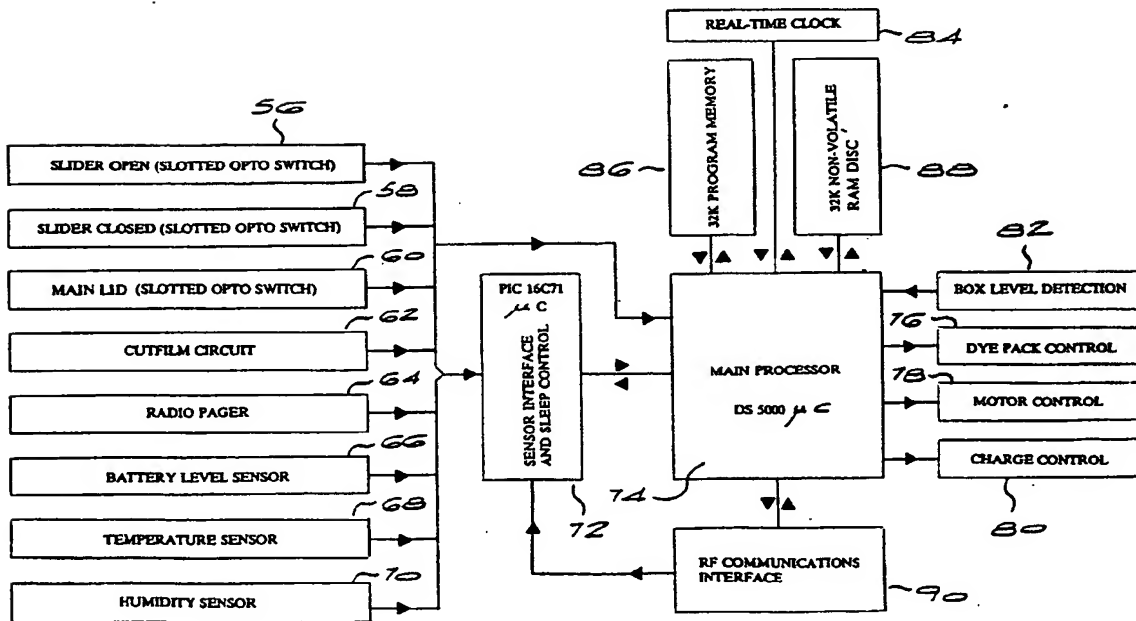 REAL-TIME CLOCK
84
56
SLIDER OPEN (SLOTTED OPTO SWITCH)
58
SLIDER CLOSED (SLOTTED OPTO SWITCH)
60
MAIN LID (SLOTTED OPTO SWITCH)
62
CUTFILM CIRCUIT
64
RADIO PAGER
66
BATTERY LEVEL SENSOR
68
TEMPERATURE SENSOR
70
HUMIDITY SENSOR
PIC 16C71
μC
SENSOR INTERFACE
AND SLEEP CONTROL
72
86
32K PROGRAM MEMORY
32K NON-VOLATILE
RAM DISC
88
MAIN PROCESSOR
DS 5000 μC
74
82
BOX LEVEL DETECTION
76
DYE PACK CONTROL
78
MOTOR CONTROL
CHARGE CONTROL
80
RF COMMUNICATIONS
INTERFACE
90